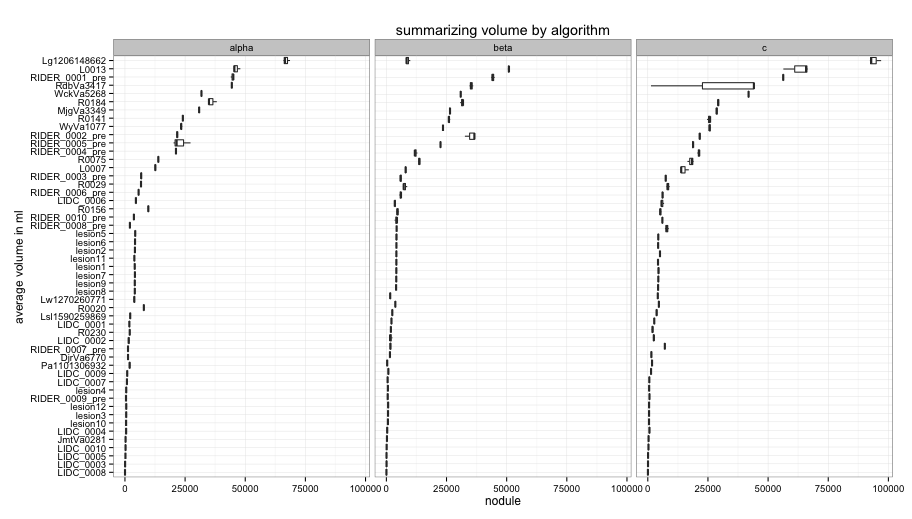 summarizing volume by algorithm
alpha
beta
c
average volume in ml
Lg1206148662
L0013
RIDER_0001_pre
RdbVa3417
WckVa5268
R0184
MjgVa3349
R0141
WyVa1077
RIDER_0002_pre
RIDER_0005_pre
RIDER_0004_pre
R0075
L0007
RIDER_0003_pre
R0029
RIDER_0006_pre
LIDC_0006
R0156
RIDER_0010_pre
RIDER_0008_pre
lesion5
lesion6
lesion2
lesion11
lesion1
lesion7
lesion9
lesion8
Lw1270260771
R0020
Lsl1590259869
LIDC_0001
R0230
LIDC_0002
RIDER_0007_pre
DjrVa6770
Pa1101306932
LIDC_0009
LIDC_0007
lesion4
RIDER_0009_pre
lesion12
lesion3
lesion10
LIDC_0004
JmtVa0281
LIDC_0010
LIDC_0005
LIDC_0003
LIDC_0008
0 25000 50000 75000 100000 0 25000 50000 75000 100000 0 25000 50000 75000 100000
nodule